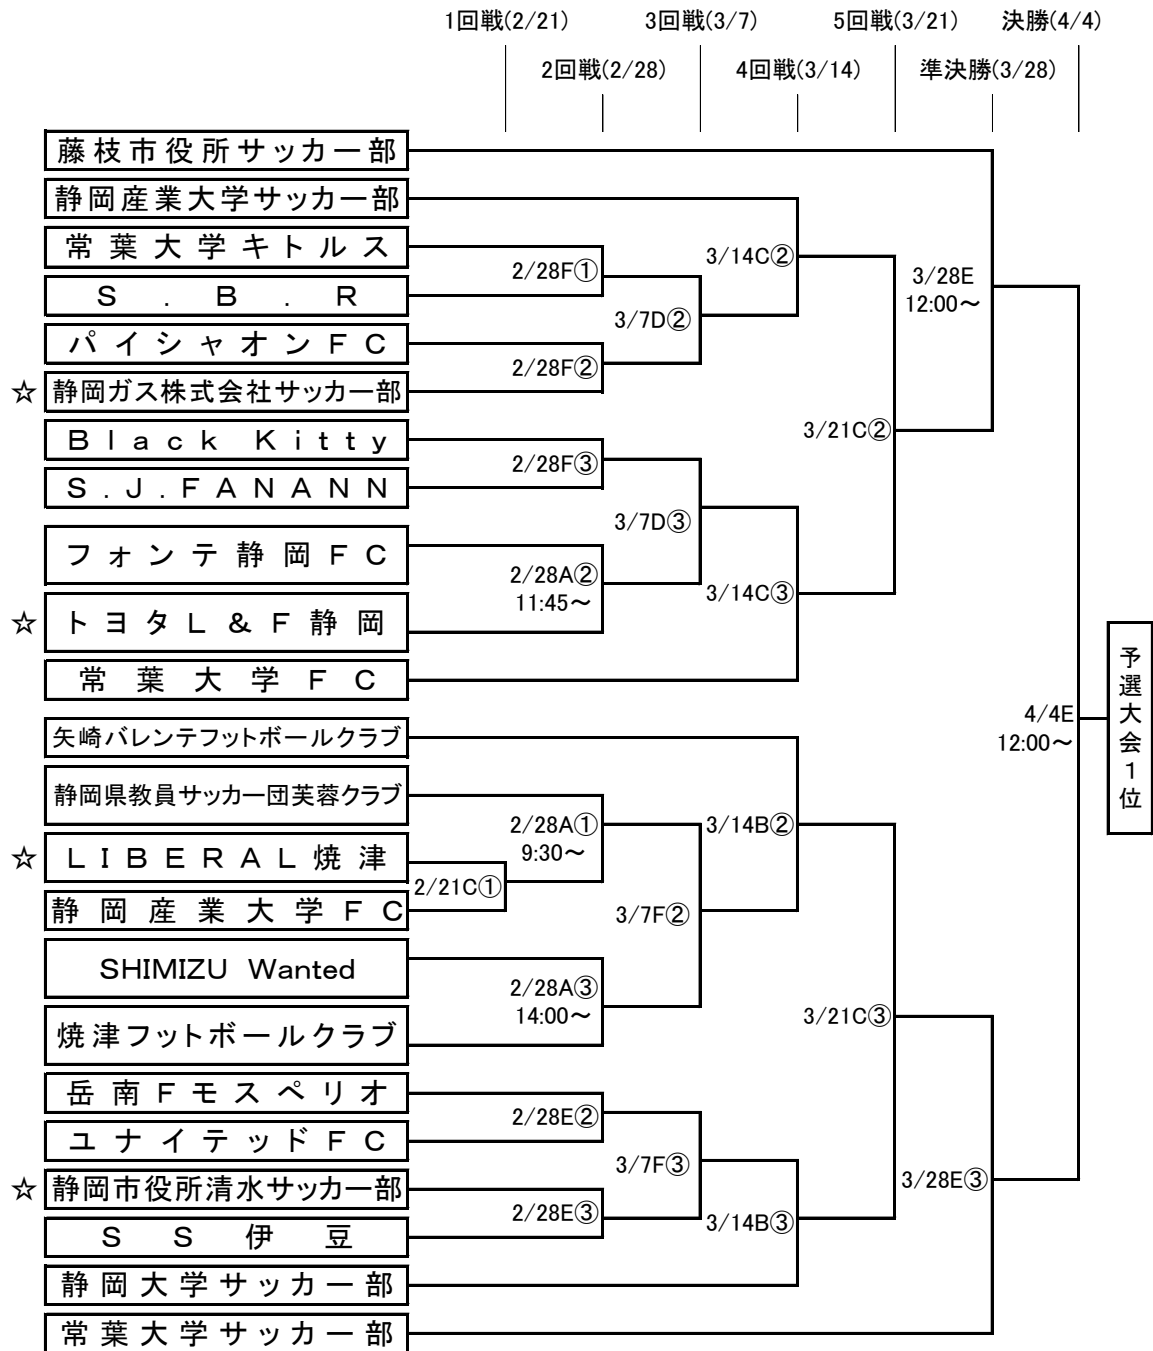 1回戦(2/21) 3回戦(3/7) 5回戦(3/21) 決勝(4/4)
2回戦(2/28) 4回戦(3/14) 準決勝(3/28)
藤枝市役所サッカー部
静岡産業大学サッカー部
常葉大学キトルス
2/28F①
S.B.R
3/14C②
3/28E
12:00～
3/7D②
パイシャオンFC
2/28F②
☆ 静岡ガス株式会社サッカー部
Black Kitty
3/21C②
2/28F③
S.J.FANANN
3/7D③
フォンテ静岡FC
2/28A②
11:45～
3/14C③
☆ トヨタL&F静岡
常葉大学FC
予選大会1位
4/4E
12:00～
矢崎バレンテフットボールクラブ
静岡県教員サッカー団芙蓉クラブ
2/28A①
9:30～
3/14B②
☆ LIBERAL焼津
2/21C①
静岡産業大学FC
3/7F②
SHIMIZU Wanted
2/28A③
14:00～
3/21C③
焼津フットボールクラブ
岳南Fモスペリオ
2/28E②
ユナイテッドFC
3/7F③
3/28E③
☆ 静岡市役所清水サッカー部
2/28E③
3/14B③
SS伊豆
静岡大学サッカー部
常葉大学サッカー部